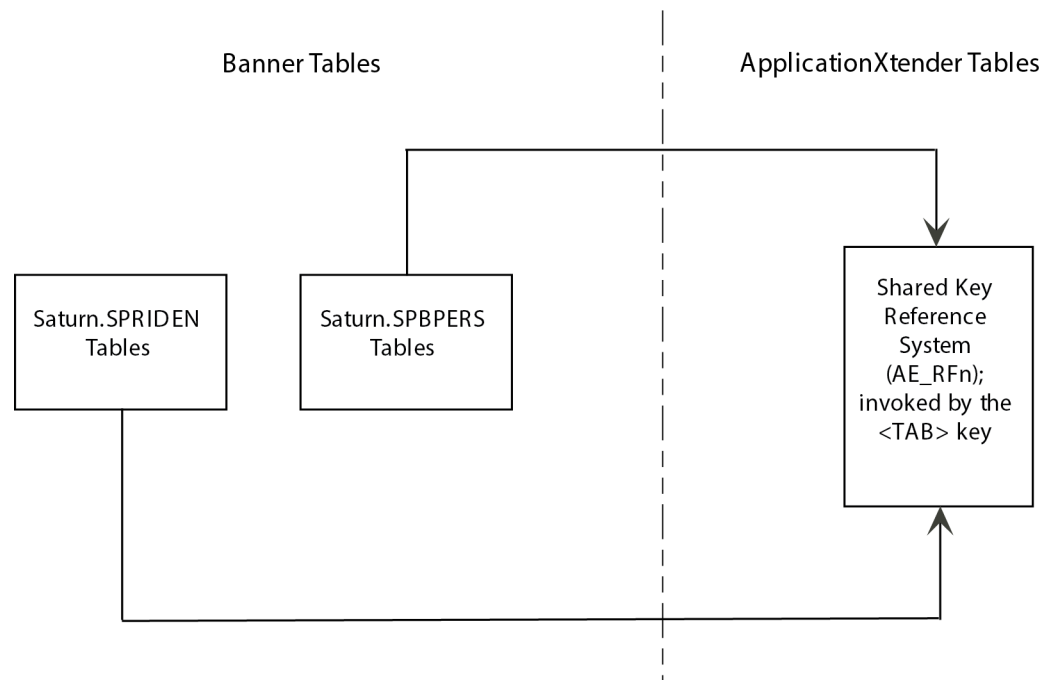 Banner Tables
ApplicationXtender Tables
Saturn.SPRIDEN
Tables
Saturn.SPBPERS
Tables
Shared Key
Reference
System
(AE_RFn);
invoked by the
<TAB> key